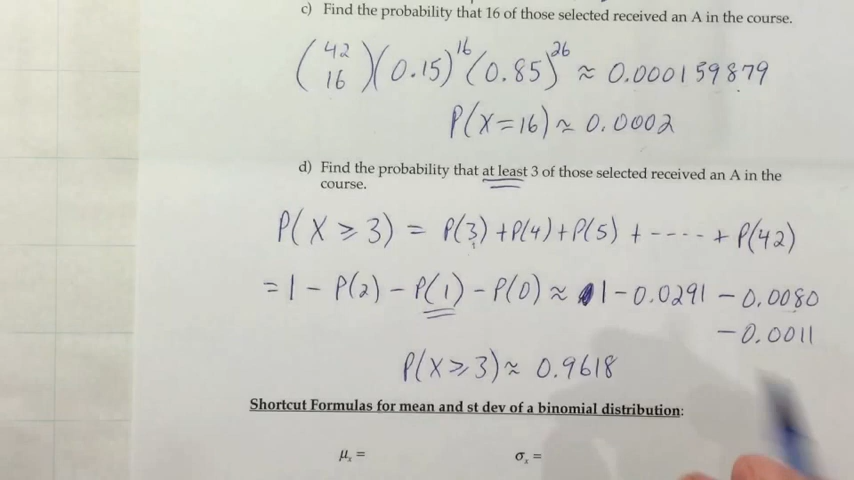 c) Find the probability that 16 of those selected received an A in the course.
(42 16)(0.15)^16 (0.85)^26 ≈ 0.000159879
P(X=16) ≈ 0.0002
d) Find the probability that at least 3 of those selected received an A in the
course.
P(X ≥ 3) = P(3) + P(4) + P(5) + ---- + P(42)
= 1 - P(2) - P(1) - P(0) ≈ 1 - 0.0291 - 0.0080
- 0.0011
P(X ≥ 3) ≈ 0.9618
Shortcut Formulas for mean and st dev of a binomial distribution:
μₓ = σₓ =